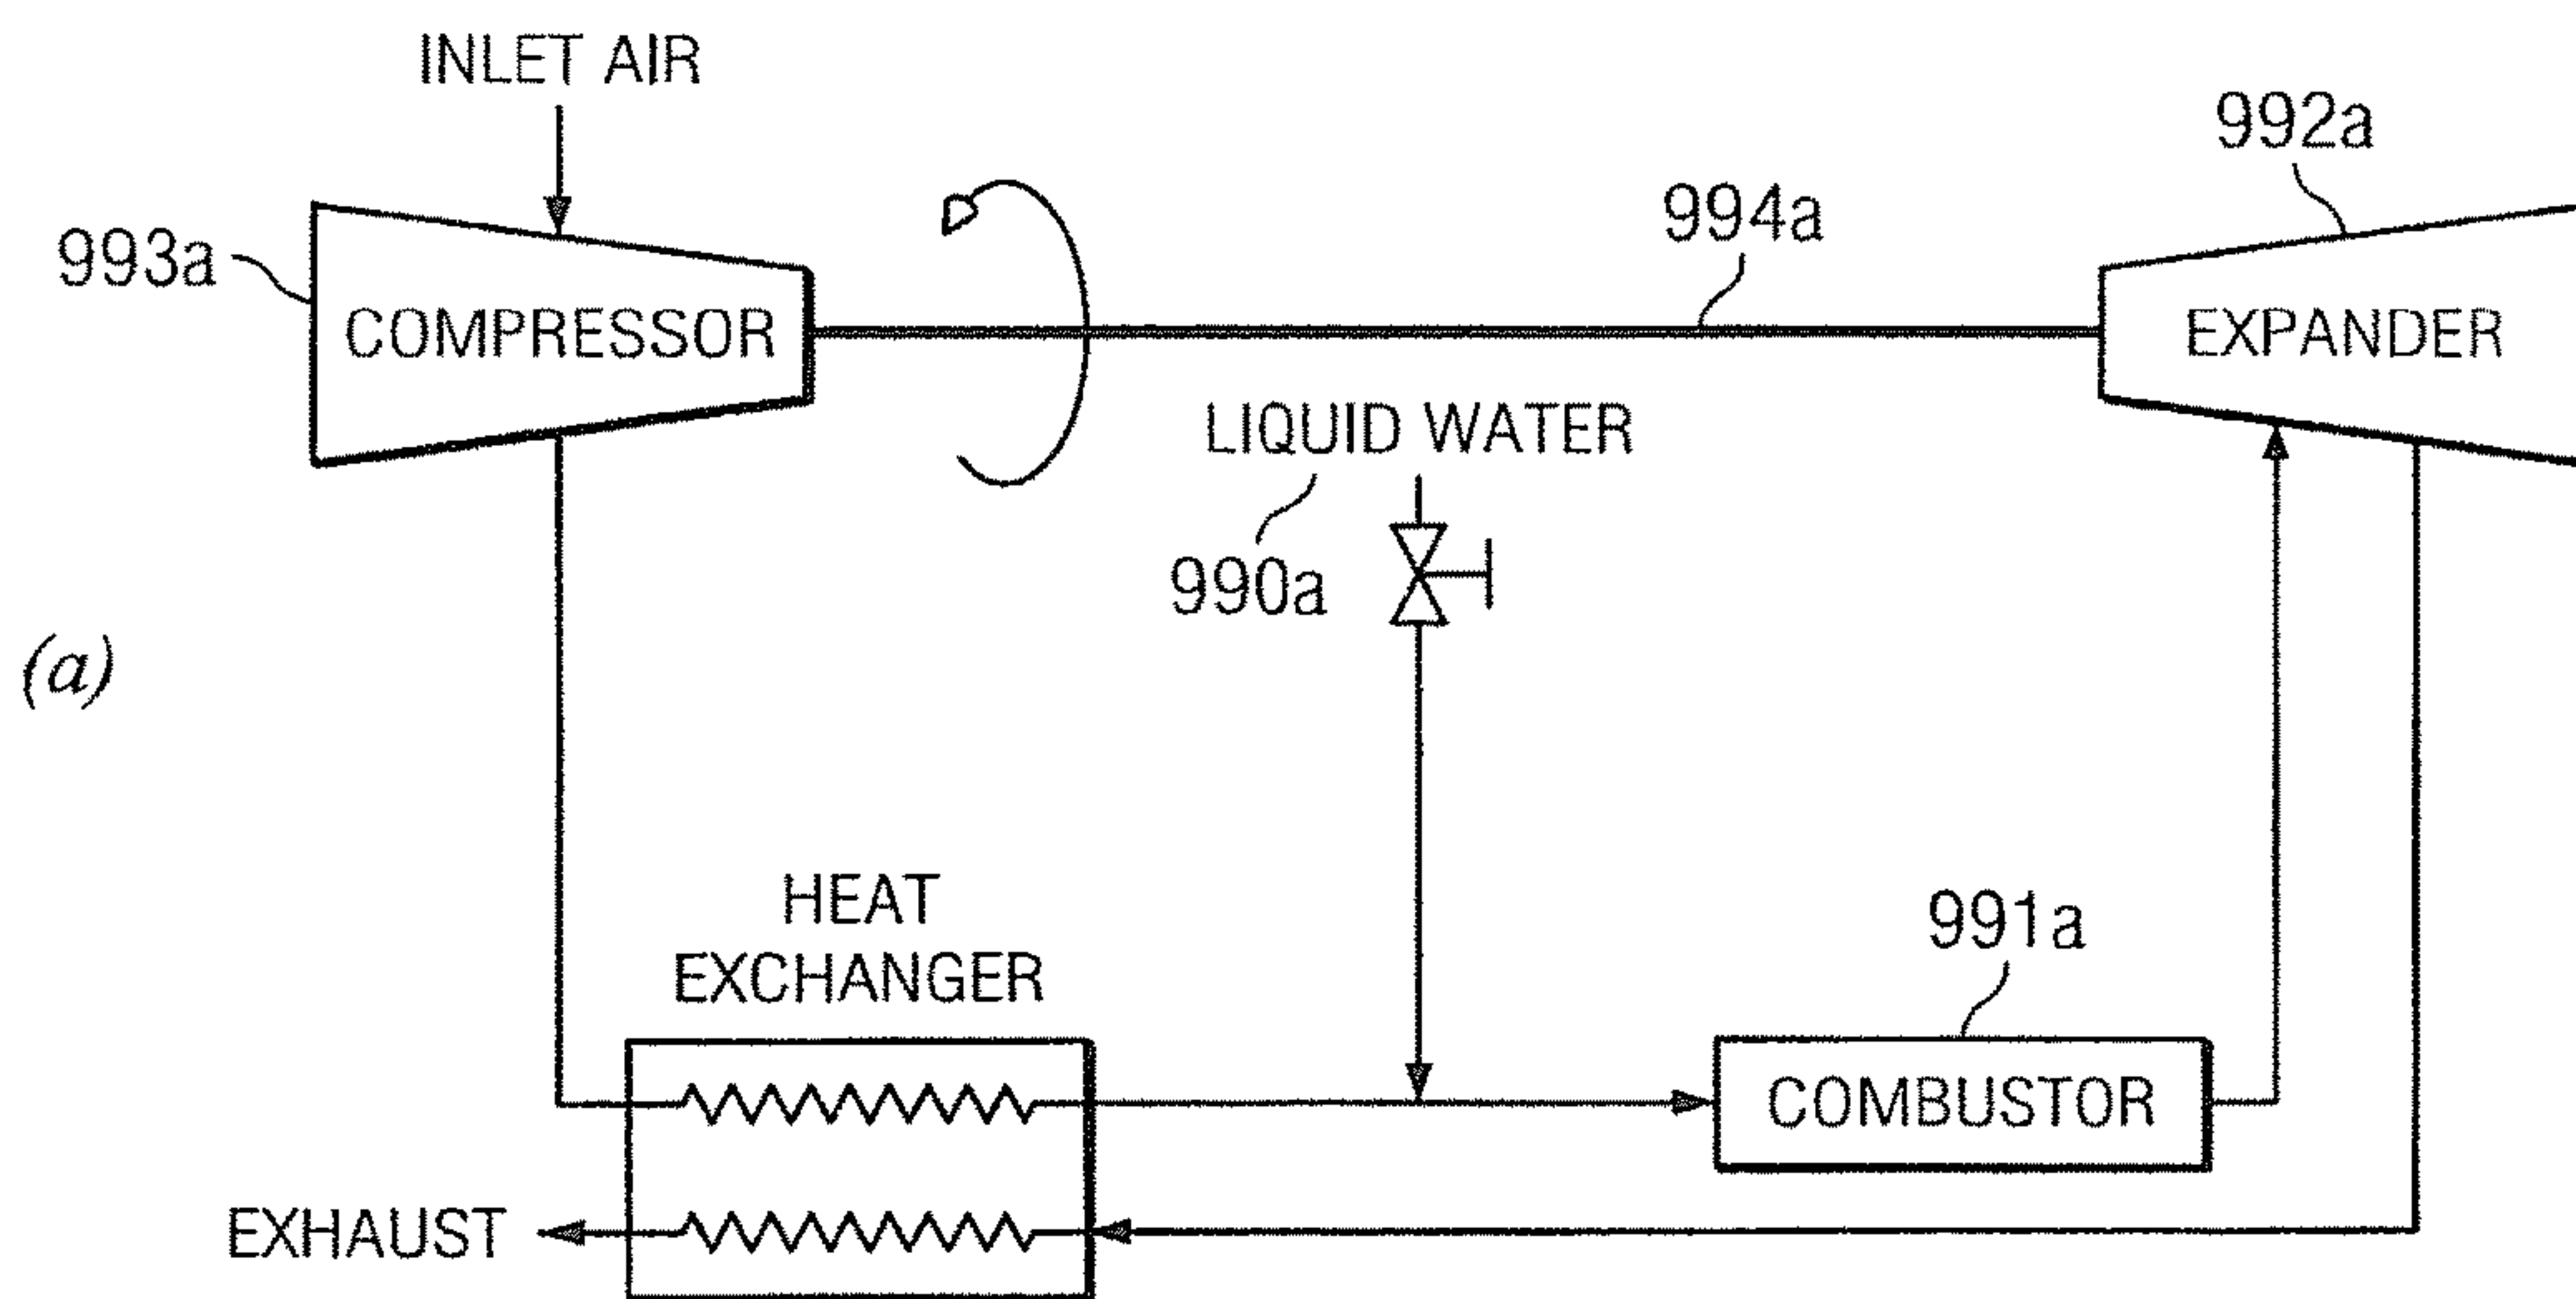 INLET AIR
992a
994a
993a
COMPRESSOR
EXPANDER
LIQUID WATER
990a
(a)
HEAT
EXCHANGER
991a
COMBUSTOR
EXHAUST